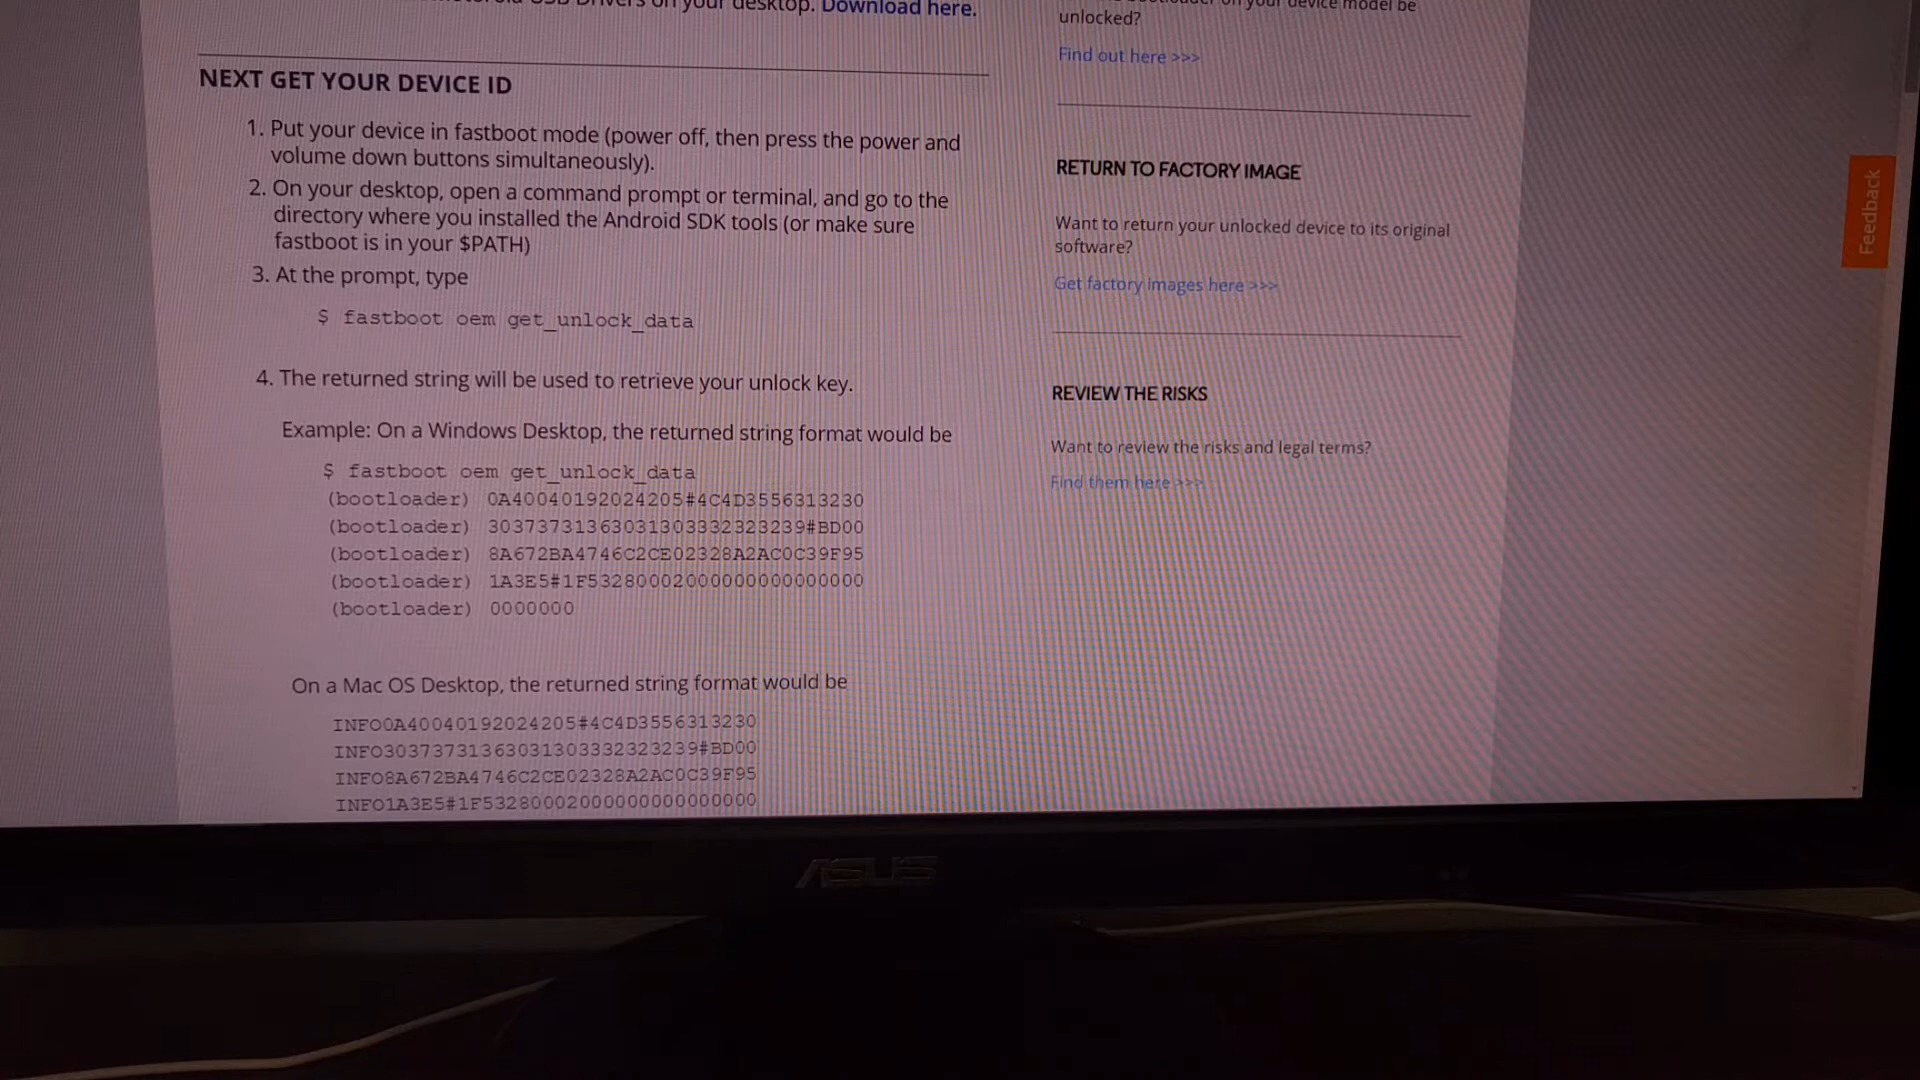 on your desktop. Download here.
NEXT GET YOUR DEVICE ID
1. Put your device in fastboot mode (power off, then press the power and
volume down buttons simultaneously).
2. On your desktop, open a command prompt or terminal, and go to the
directory where you installed the Android SDK tools (or make sure
fastboot is in your $PATH)
3. At the prompt, type
$ fastboot oem get_unlock_data
4. The returned string will be used to retrieve your unlock key.
Example: On a Windows Desktop, the returned string format would be
$ fastboot oem get_unlock_data
(bootloader) 0A40040192024205#4C4D3556313230
(bootloader) 30373731363031303332323239#BD00
(bootloader) 8A672BA4746C2CE02328A2AC0C39F95
(bootloader) 1A3E5#1F53280002000000000000000
(bootloader) 0000000
On a Mac OS Desktop, the returned string format would be
INFO0A40040192024205#4C4D3556313230
INFO30373731363031303332323239#BD00
INFO8A672BA4746C2CE02328A2AC0C39F95
INFO1A3E5#1F53280002000000000000000
on your device model be
unlocked?
Find out here >>>
RETURN TO FACTORY IMAGE
Want to return your unlocked device to its original
software?
Get factory images here >>>
REVIEW THE RISKS
Want to review the risks and legal terms?
Find them here >>>
Feedback
ASUS